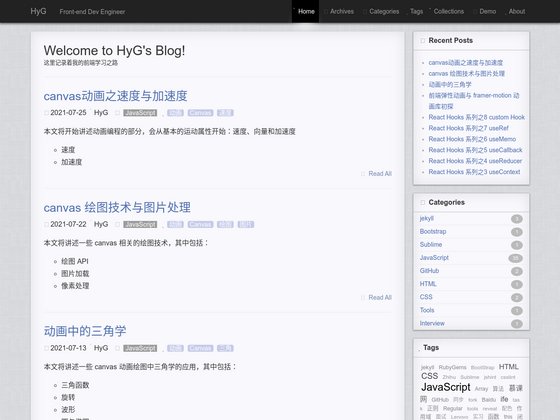 HyG Front-end Dev Engineer Home Archives Categories Tags Collections Demo About
Welcome to HyG's Blog!
这里记录着我的前端学习之路
canvas动画之速度与加速度
2021-07-25 HyG JavaScript , 动画 Canvas 速度
本文将开始讲述动画编程的部分，会从基本的运动属性开始：速度、向量和加速度
速度
加速度
Read All
canvas 绘图技术与图片处理
2021-07-22 HyG JavaScript , 动画 Canvas 绘图 图片
本文将讲述一些 canvas 相关的绘图技术，其中包括：
绘图 API
图片加载
像素处理
Read All
动画中的三角学
2021-07-13 HyG JavaScript , 动画 Canvas 三角
本文将讲述一些 canvas 动画绘图中三角学的应用，其中包括：
三角函数
旋转
波形
Recent Posts
canvas动画之速度与加速度
canvas 绘图技术与图片处理
动画中的三角学
前端弹性动画与 framer-motion 动
画库初探
React Hooks 系列之8 custom Hook
React Hooks 系列之7 useRef
React Hooks 系列之6 useMemo
React Hooks 系列之5 useCallback
React Hooks 系列之4 useReducer
React Hooks 系列之3 useContext
Categories
jekyll
Bootstrap 1
Sublime 1
JavaScript 35
GitHub
HTML 1
CSS
Tools 1
Interview 1
Tags
jekyll RubyGems BootStrap HTML
CSS Zhihu Sublime jshint csslint
JavaScript Array 算法 慕课
网 GitHub 同步 fork Baidu ife tas
k 正则 Regular tools reveal 配色 作